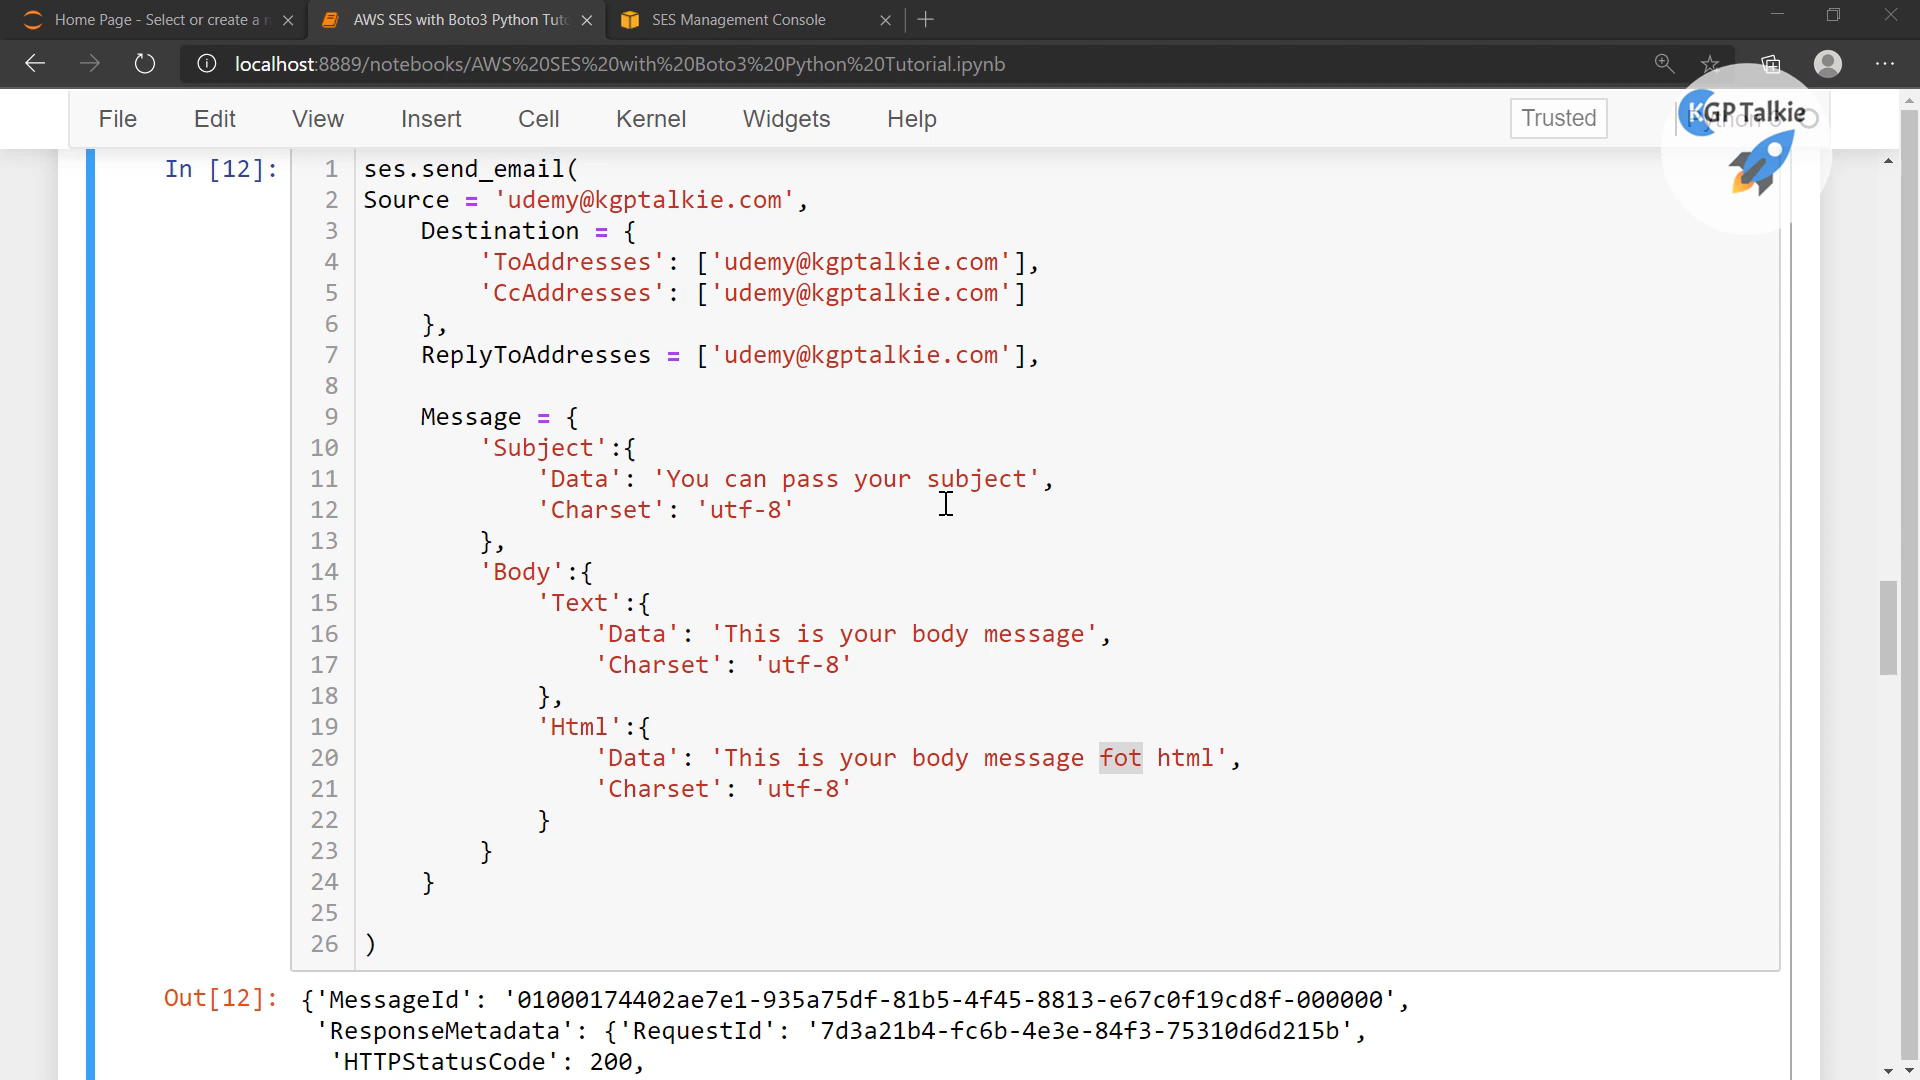 Home Page - Select or create a n
AWS SES with Boto3 Python Tuto
SES Management Console
localhost:8889/notebooks/AWS%20SES%20with%20Boto3%20Python%20Tutorial.ipynb
File Edit View Insert Cell Kernel Widgets Help Trusted
KGP Talkie
In [12]:
1 ses.send_email(
2 Source = 'udemy@kgptalkie.com',
3 Destination = {
4 'ToAddresses': ['udemy@kgptalkie.com'],
5 'CcAddresses': ['udemy@kgptalkie.com']
6 },
7 ReplyToAddresses = ['udemy@kgptalkie.com'],
8
9 Message = {
10 'Subject':{
11 'Data': 'You can pass your subject',
12 'Charset': 'utf-8'
13 },
14 'Body':{
15 'Text':{
16 'Data': 'This is your body message',
17 'Charset': 'utf-8'
18 },
19 'Html':{
20 'Data': 'This is your body message fot html',
21 'Charset': 'utf-8'
22 }
23 }
24 }
25
26 )
Out[12]: {'MessageId': '01000174402ae7e1-935a75df-81b5-4f45-8813-e67c0f19cd8f-000000',
'ResponseMetadata': {'RequestId': '7d3a21b4-fc6b-4e3e-84f3-75310d6d215b',
'HTTPStatusCode': 200,